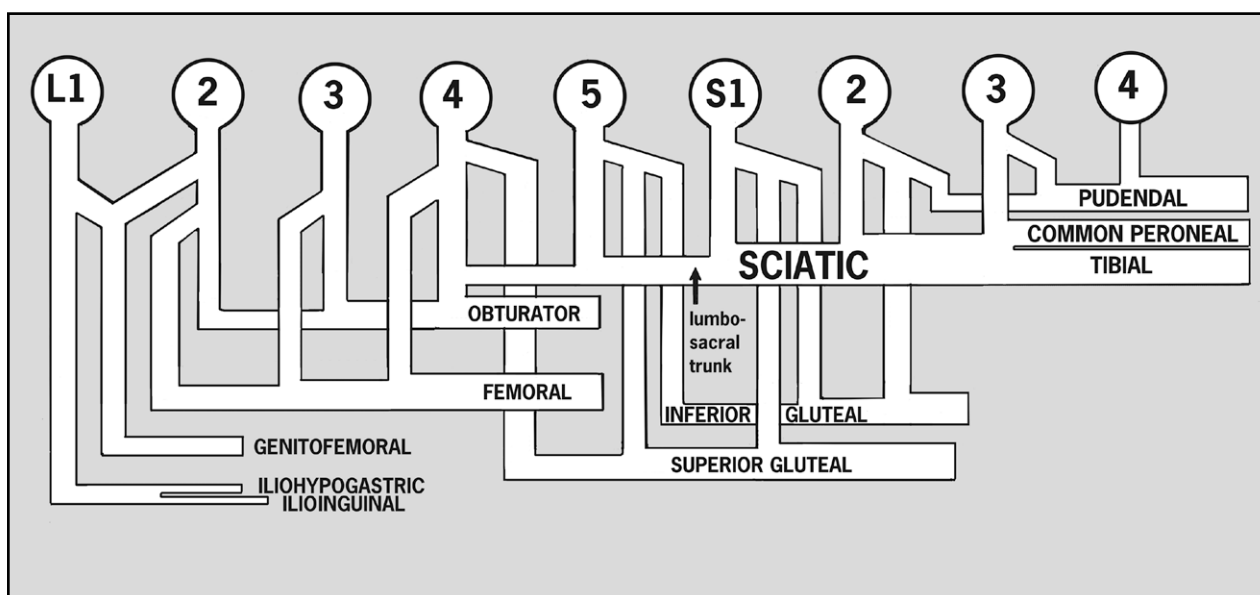 L1 2 3 4 5 S1 2 3 4
PUDENDAL
COMMON PERONEAL
SCIATIC
TIBIAL
OBTURATOR
lumbo-
sacral
trunk
FEMORAL
INFERIOR GLUTEAL
GENITOFEMORAL
SUPERIOR GLUTEAL
ILIOHYPOGASTRIC
ILIOINGUINAL